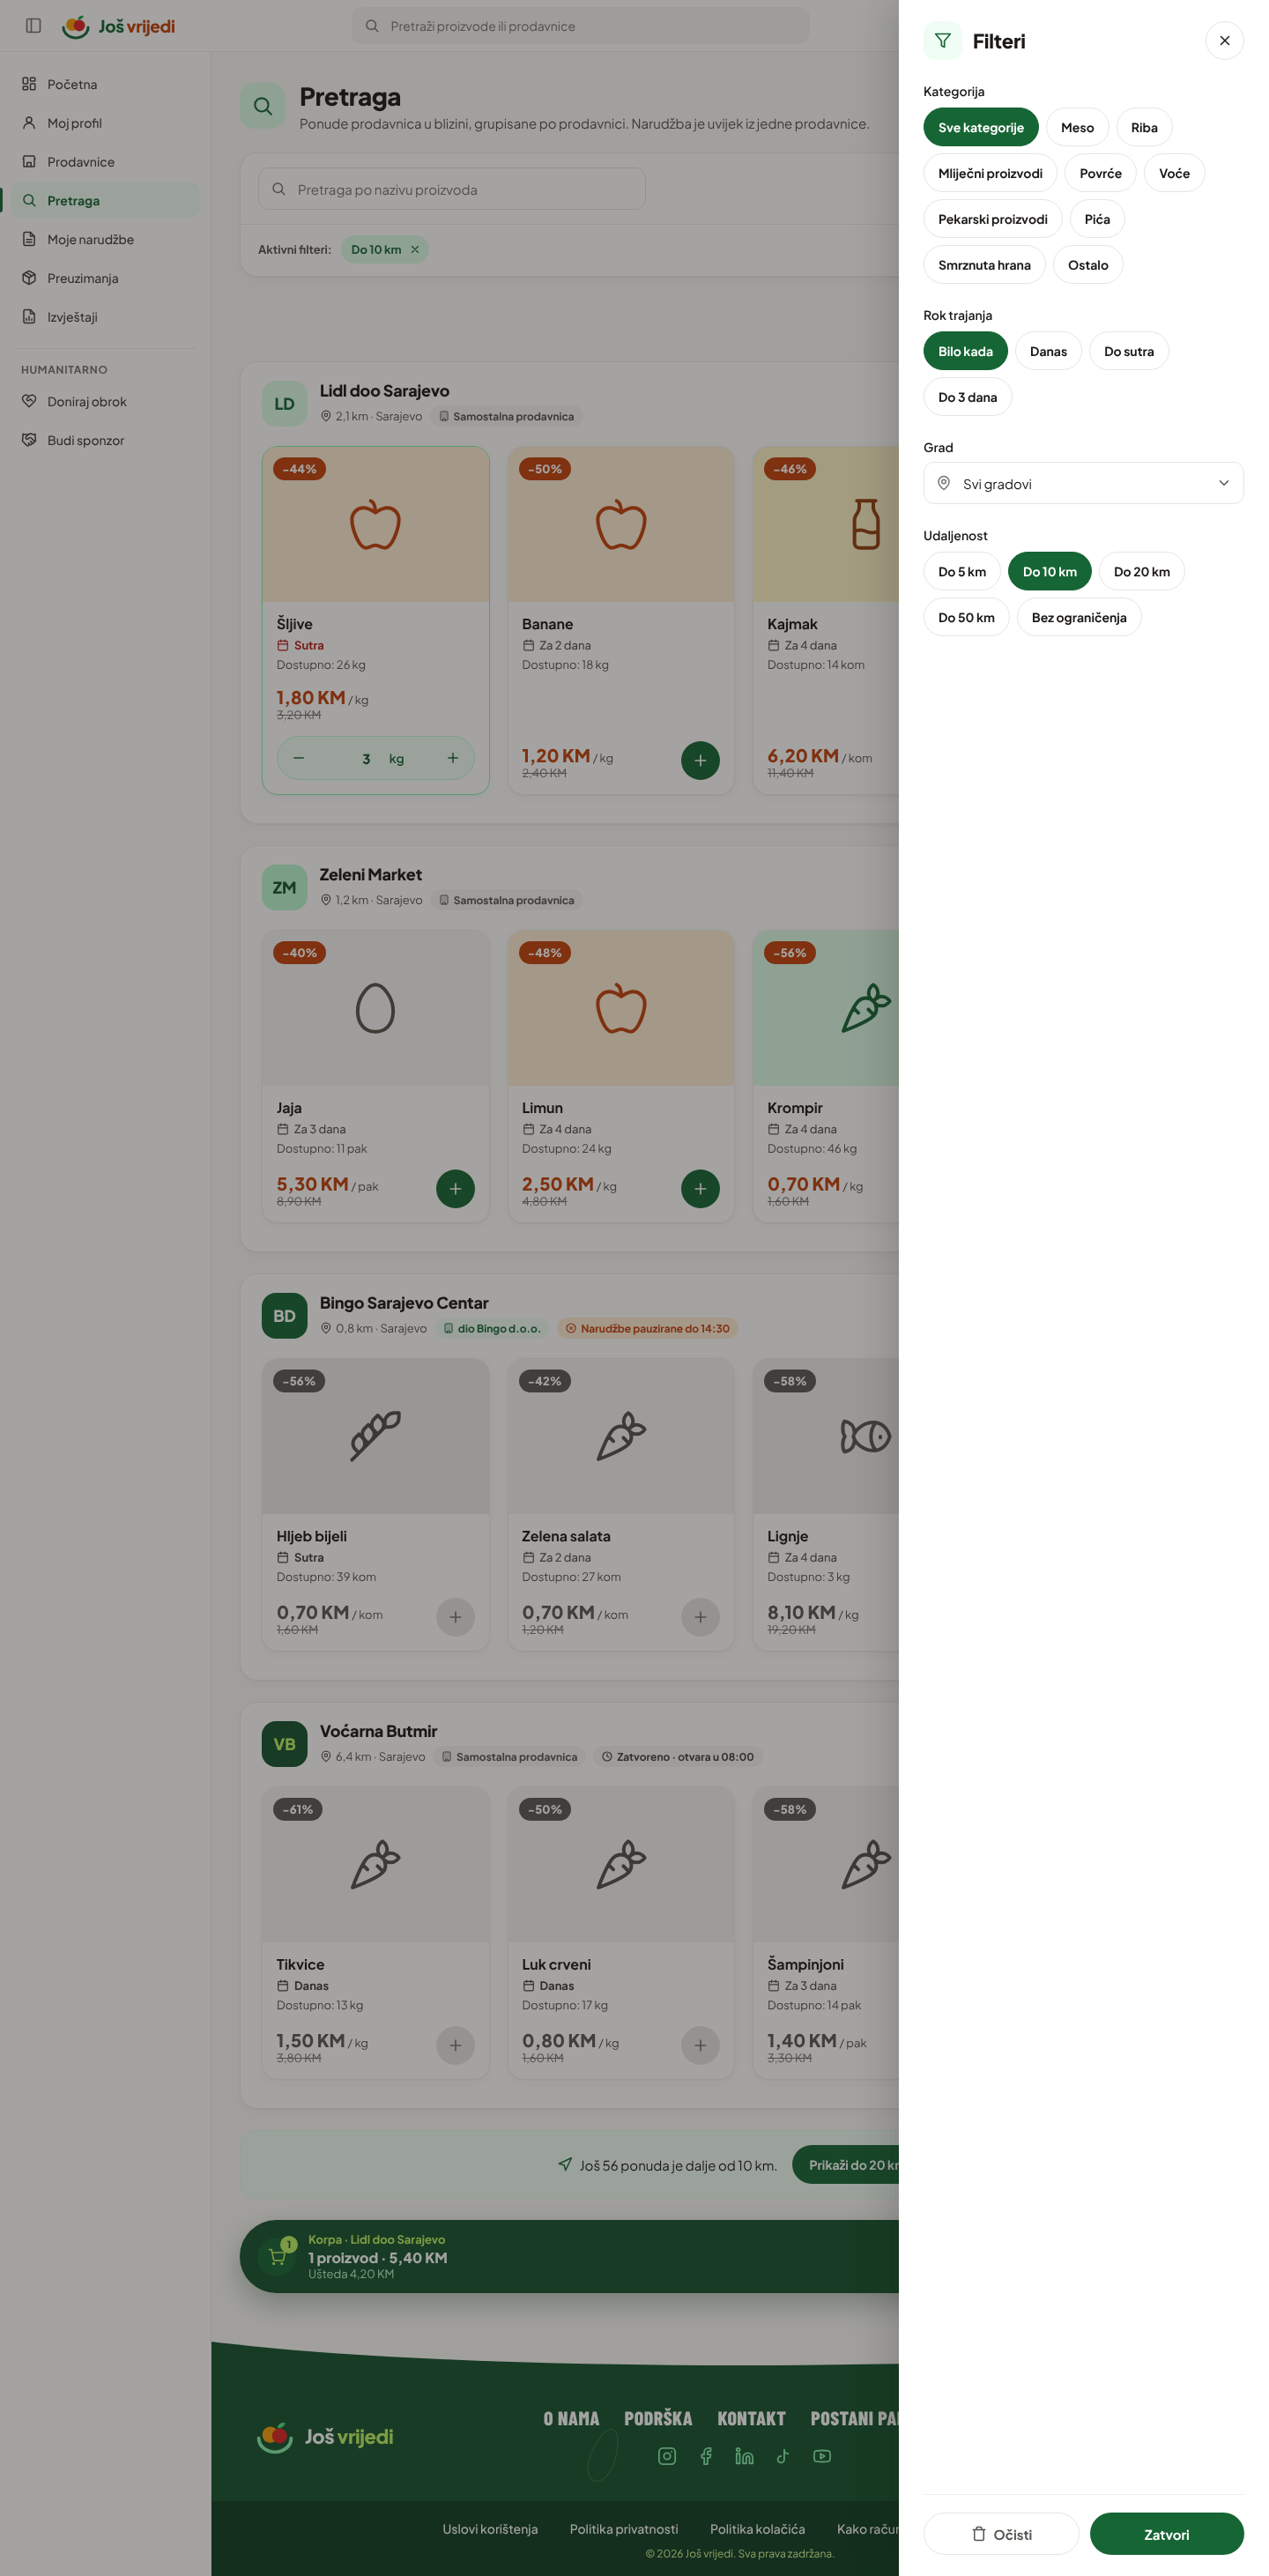 Još vrijedi
Pretraži proizvode ili prodavnice
Početna
Moj profil
Prodavnice
Pretraga
Moje narudžbe
Preuzimanja
Izvještaji
HUMANITARNO
Doniraj obrok
Budi sponzor
Pretraga
Ponude prodavnica u blizini, grupisane po prodavnici. Narudžba je uvijek iz jedne prodavnice.
Pretraga po nazivu proizvoda
Aktivni filteri: Do 10 km
LD
Lidl doo Sarajevo
2,1 km · Sarajevo Samostalna prodavnica
-44% -50% -46%
Šljive Banane Kajmak
Sutra Za 2 dana Za 4 dana
Dostupno: 26 kg Dostupno: 18 kg Dostupno: 14 kom
1,80 KM / kg
3,20 KM
3 kg
1,20 KM / kg 6,20 KM / kom
2,40 KM 11,40 KM
ZM
Zeleni Market
1,2 km · Sarajevo Samostalna prodavnica
-40% -48% -56%
Jaja Limun Krompir
Za 3 dana Za 4 dana Za 4 dana
Dostupno: 11 pak Dostupno: 24 kg Dostupno: 46 kg
5,30 KM / pak 2,50 KM / kg 0,70 KM / kg
8,90 KM 4,80 KM 1,60 KM
BD
Bingo Sarajevo Centar
0,8 km · Sarajevo dio Bingo d.o.o. Narudžbe pauzirane do 14:30
-56% -42% -58%
Hljeb bijeli Zelena salata Lignje
Sutra Za 2 dana Za 4 dana
Dostupno: 39 kom Dostupno: 27 kom Dostupno: 3 kg
0,70 KM / kom 0,70 KM / kom 8,10 KM / kg
1,60 KM 1,20 KM 19,20 KM
VB
Voćarna Butmir
6,4 km · Sarajevo Samostalna prodavnica Zatvoreno · otvara u 08:00
-61% -50% -58%
Tikvice Luk crveni Šampinjoni
Danas Danas Za 3 dana
Dostupno: 13 kg Dostupno: 17 kg Dostupno: 14 pak
1,50 KM / kg 0,80 KM / kg 1,40 KM / pak
3,80 KM 1,60 KM 3,30 KM
Još 56 ponuda je dalje od 10 km. Prikaži do 20 k
1
Korpa · Lidl doo Sarajevo
1 proizvod · 5,40 KM
Ušteda 4,20 KM
Još vrijedi
O NAMA PODRŠKA KONTAKT POSTANI PA
Uslovi korištenja Politika privatnosti Politika kolačića Kako raču
© 2026 Još vrijedi. Sva prava zadržana.
Filteri
Kategorija
Sve kategorije Meso Riba
Mliječni proizvodi Povrće Voće
Pekarski proizvodi Pića
Smrznuta hrana Ostalo
Rok trajanja
Bilo kada Danas Do sutra
Do 3 dana
Grad
Svi gradovi
Udaljenost
Do 5 km Do 10 km Do 20 km
Do 50 km Bez ograničenja
Očisti Zatvori